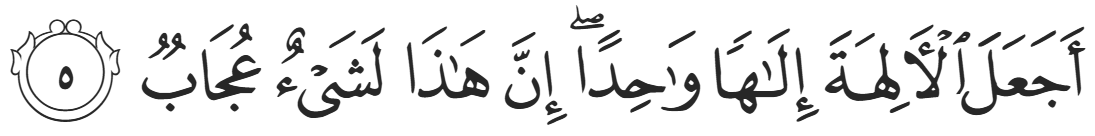 أَجَعَلَ ٱلْأَلِهَةَ إِلَـٰهًا وَٰحِدًا ۖ إِنَّ هَـٰذَا لَشَىْءٌ عُجَابٌ ۝٥